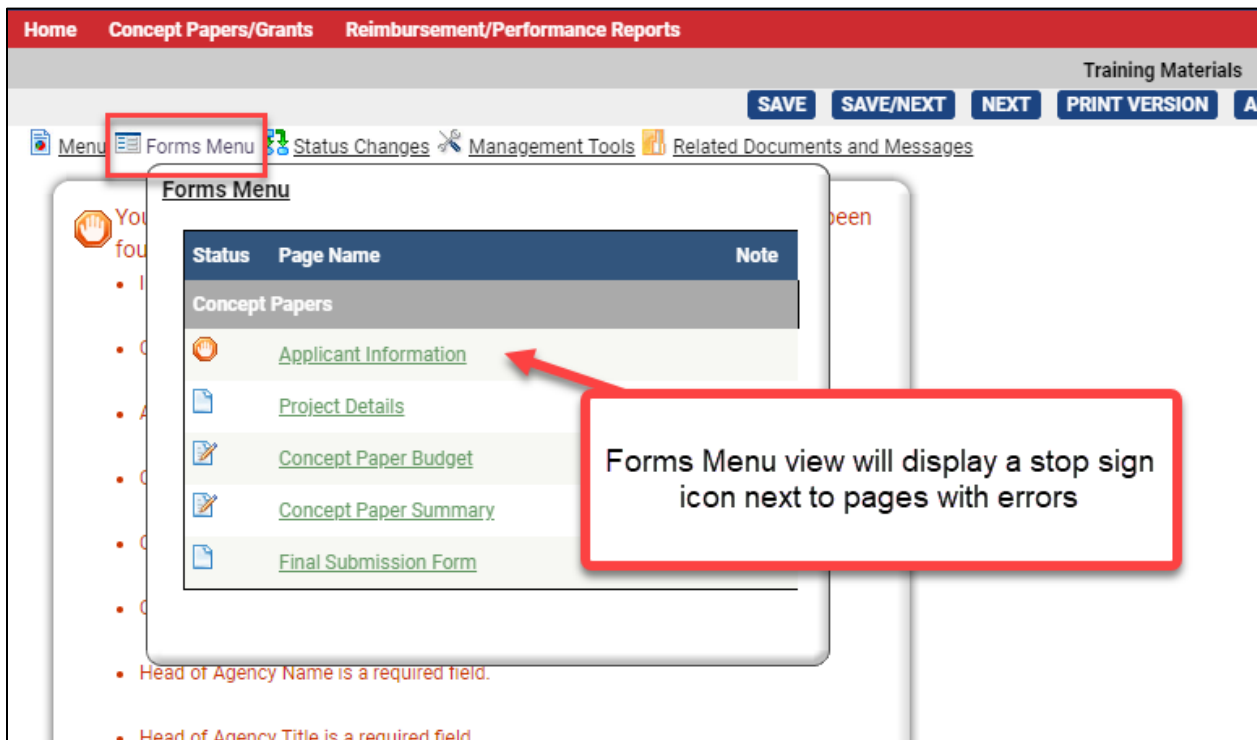 Home Concept Papers/Grants Reimbursement/Performance Reports
Training Materials
SAVE SAVE/NEXT NEXT PRINT VERSION A
Menu Forms Menu Status Changes Management Tools Related Documents and Messages
Forms Menu
You been
fou
Status Page Name Note
Concept Papers
Applicant Information
Project Details
Concept Paper Budget
Concept Paper Summary
Final Submission Form
Forms Menu view will display a stop sign
icon next to pages with errors
Head of Agency Name is a required field.
Head of Agency Title is a required field